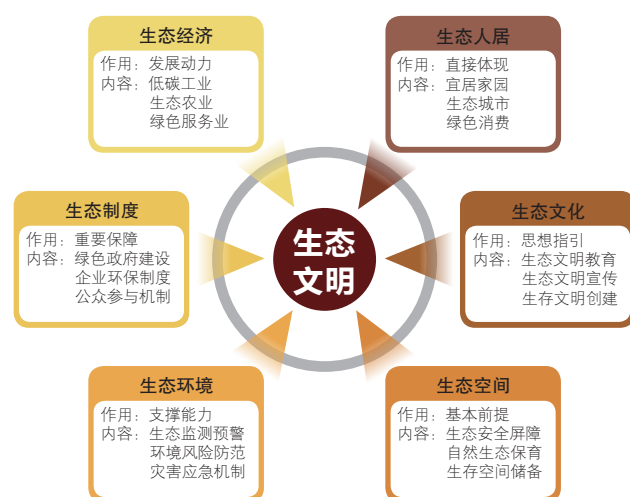 生态经济
作用：发展动力
内容：低碳工业
生态农业
绿色服务业
生态人居
作用：直接体现
内容：宜居家园
生态城市
绿色消费
生态制度
作用：重要保障
内容：绿色政府建设
企业环保制度
公众参与机制
生态
文明
生态文化
作用：思想指引
内容：生态文明教育
生态文明宣传
生存文明创建
生态环境
作用：支撑能力
内容：生态监测预警
环境风险防范
灾害应急机制
生态空间
作用：基本前提
内容：生态安全屏障
自然生态保育
生存空间储备